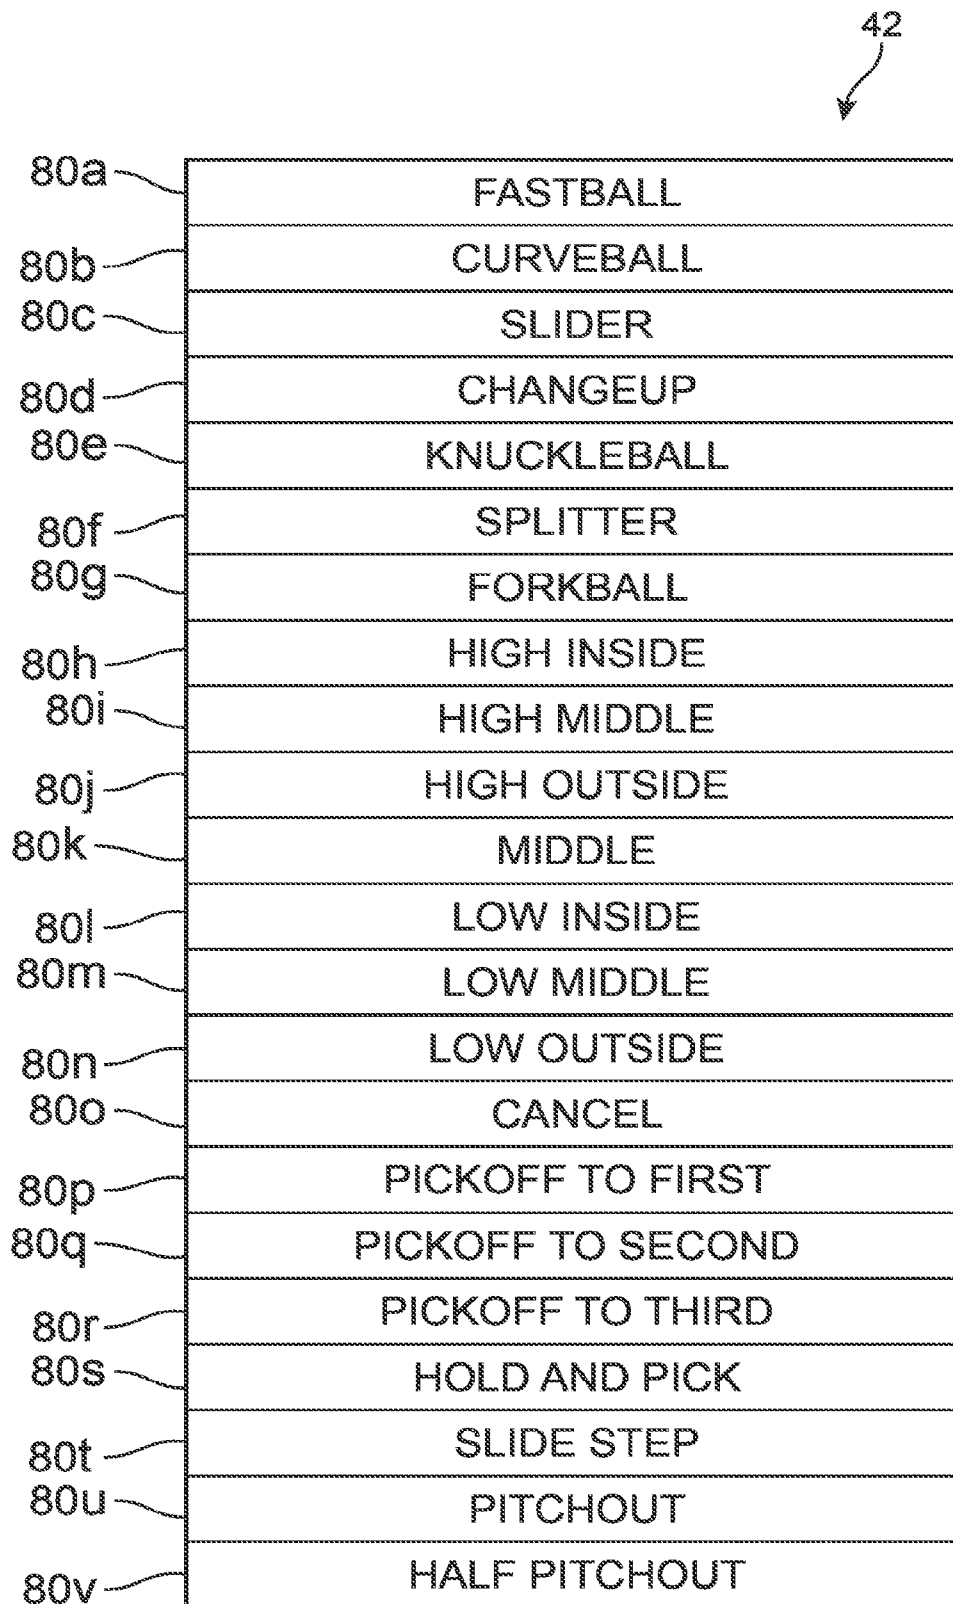 42
80a FASTBALL
80b CURVEBALL
80c SLIDER
80d CHANGEUP
80e KNUCKLEBALL
80f SPLITTER
80g FORKBALL
80h HIGH INSIDE
80i HIGH MIDDLE
80j HIGH OUTSIDE
80k MIDDLE
80l LOW INSIDE
80m LOW MIDDLE
80n LOW OUTSIDE
80o CANCEL
80p PICKOFF TO FIRST
80q PICKOFF TO SECOND
80r PICKOFF TO THIRD
80s HOLD AND PICK
80t SLIDE STEP
80u PITCHOUT
80v HALF PITCHOUT